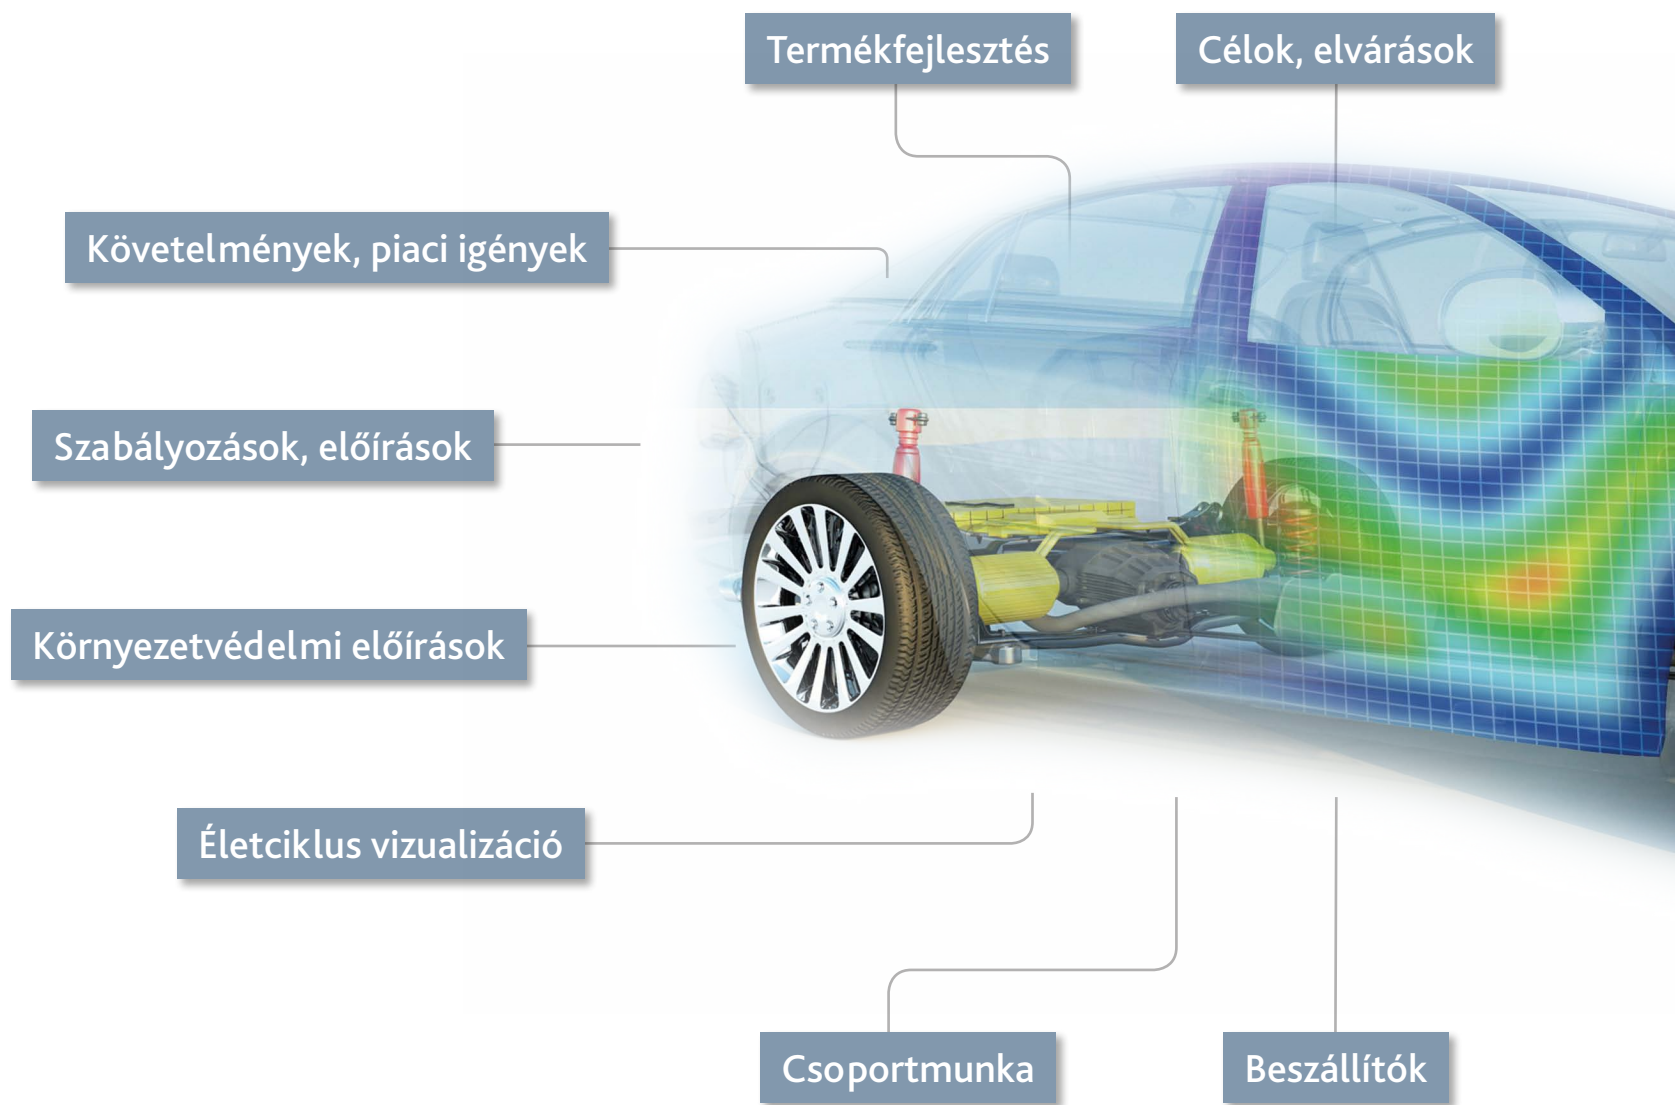 Termékfejlesztés
Célok, elvárások
Követelmények, piaci igények
Szabályozások, előírások
Környezetvédelmi előírások
Életciklus vizualizáció
Csoportmunka
Beszállítók